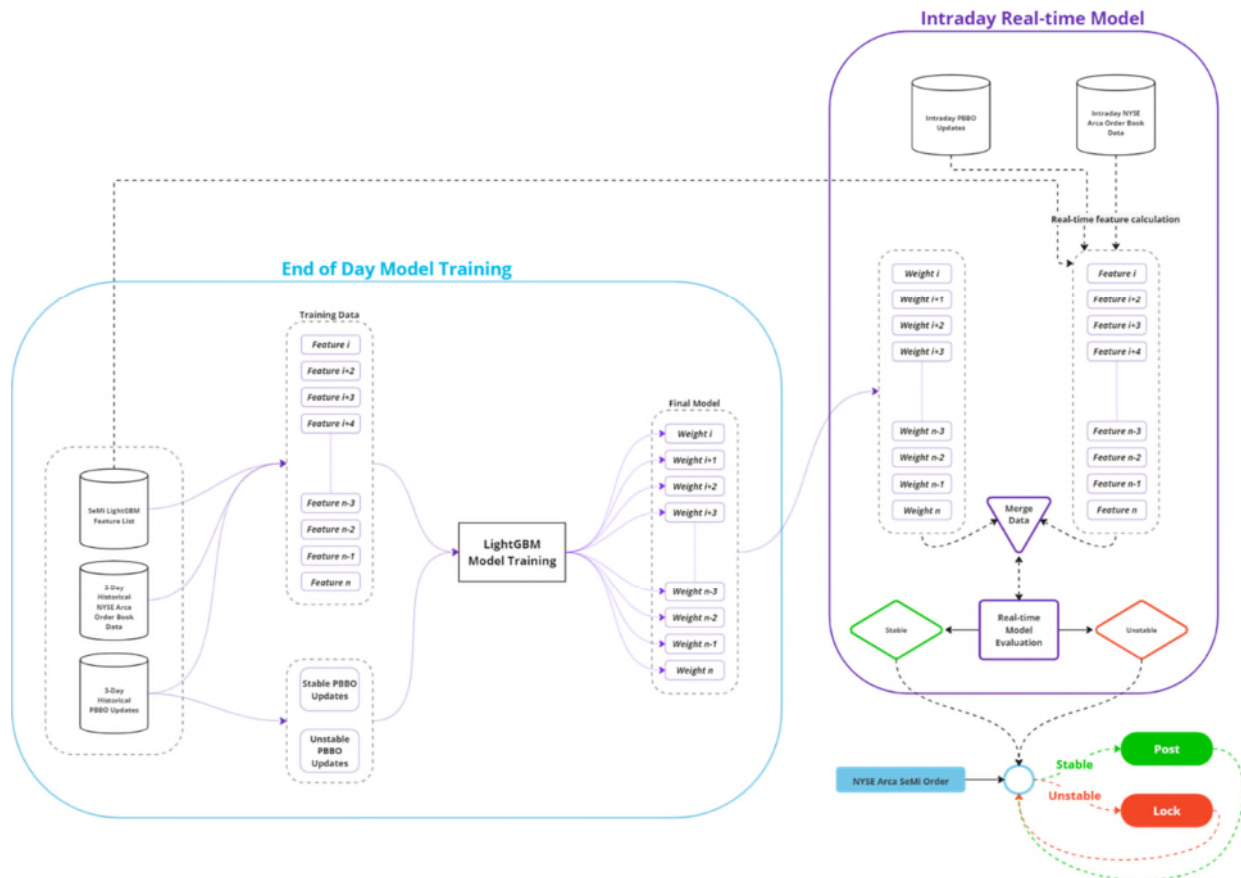 Intraday Real-time Model
Intraday PBBO
Updates
Intraday NYSE
Arca Order Book
Data
Real-time feature calculation
Weight i
Weight i+1
Weight i+2
Weight i+3
Weight n-3
Weight n-2
Weight n-1
Weight n
Feature i
Feature i+2
Feature i+3
Feature i+4
Feature n-3
Feature n-2
Feature n-1
Feature n
Merge
Data
Stable
Real-time
Model
Evaluation
Unstable
End of Day Model Training
Training Data
Feature i
Feature i+2
Feature i+3
Feature i+4
Feature n-3
Feature n-2
Feature n-1
Feature n
SeMi LightGBM
Feature List
3-Day
Historical
NYSE Arca
Order Book
Data
3-Day
Historical
PBBO Updates
Stable PBBO
Updates
Unstable
PBBO
Updates
LightGBM
Model Training
Final Model
Weight i
Weight i+1
Weight i+2
Weight i+3
Weight n-3
Weight n-2
Weight n-1
Weight n
NYSE Arca SeMi Order
Stable
Post
Unstable
Lock